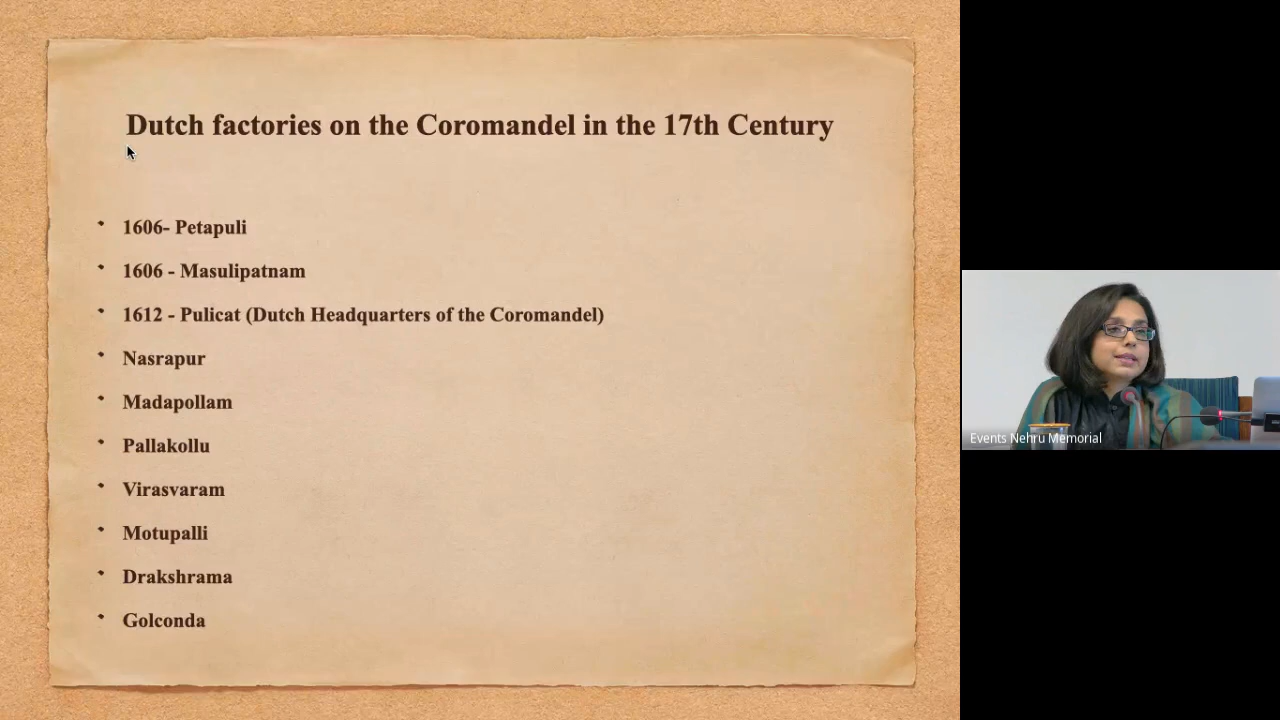 Dutch factories on the Coromandel in the 17th Century
1606- Petapuli
1606 - Masulipatnam
1612 - Pulicat (Dutch Headquarters of the Coromandel)
Nasrapur
Madapollam
Pallakollu
Virasvaram
Motupalli
Drakshrama
Golconda
Events Nehru Memorial